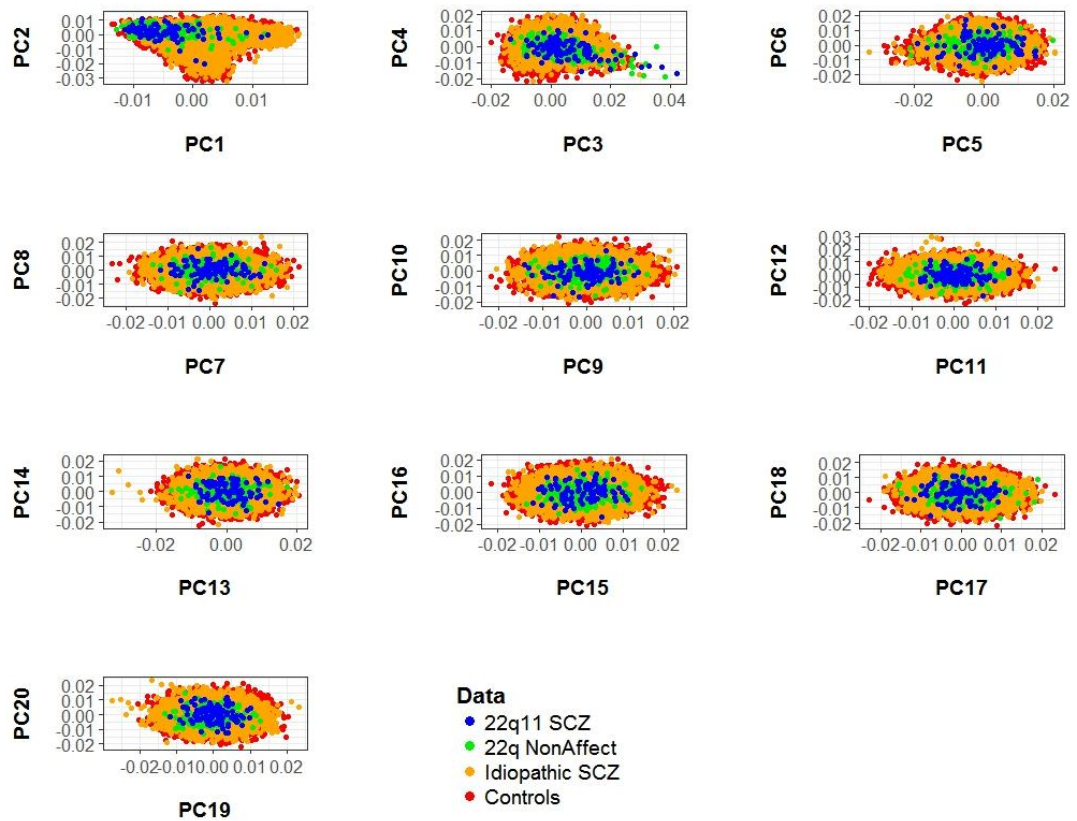 PC2
0.01
0.00
-0.01
-0.02
-0.03
-0.01 0.00 0.01
PC1
PC4
0.02
0.01
0.00
-0.01
-0.02
-0.02 0.00 0.02 0.04
PC3
PC6
0.02
0.01
0.00
-0.01
-0.02
-0.02 0.00 0.02
PC5
PC8
0.02
0.01
0.00
-0.01
-0.02
-0.02 -0.01 0.00 0.01 0.02
PC7
PC10
0.02
0.01
0.00
-0.01
-0.02
-0.02 -0.01 0.00 0.01 0.02
PC9
PC12
0.03
0.02
0.01
0.00
-0.01
-0.02
-0.02 -0.01 0.00 0.01 0.02
PC11
PC14
0.02
0.01
0.00
-0.01
-0.02
-0.02 0.00 0.02
PC13
PC16
0.02
0.01
0.00
-0.01
-0.02
-0.02 -0.01 0.00 0.01 0.02
PC15
PC18
0.02
0.01
0.00
-0.01
-0.02
-0.02 -0.01 0.00 0.01 0.02
PC17
PC20
0.02
0.01
0.00
-0.01
-0.02
-0.02 -0.01 0.00 0.01 0.02
PC19
Data
22q11 SCZ
22q NonAffect
Idiopathic SCZ
Controls